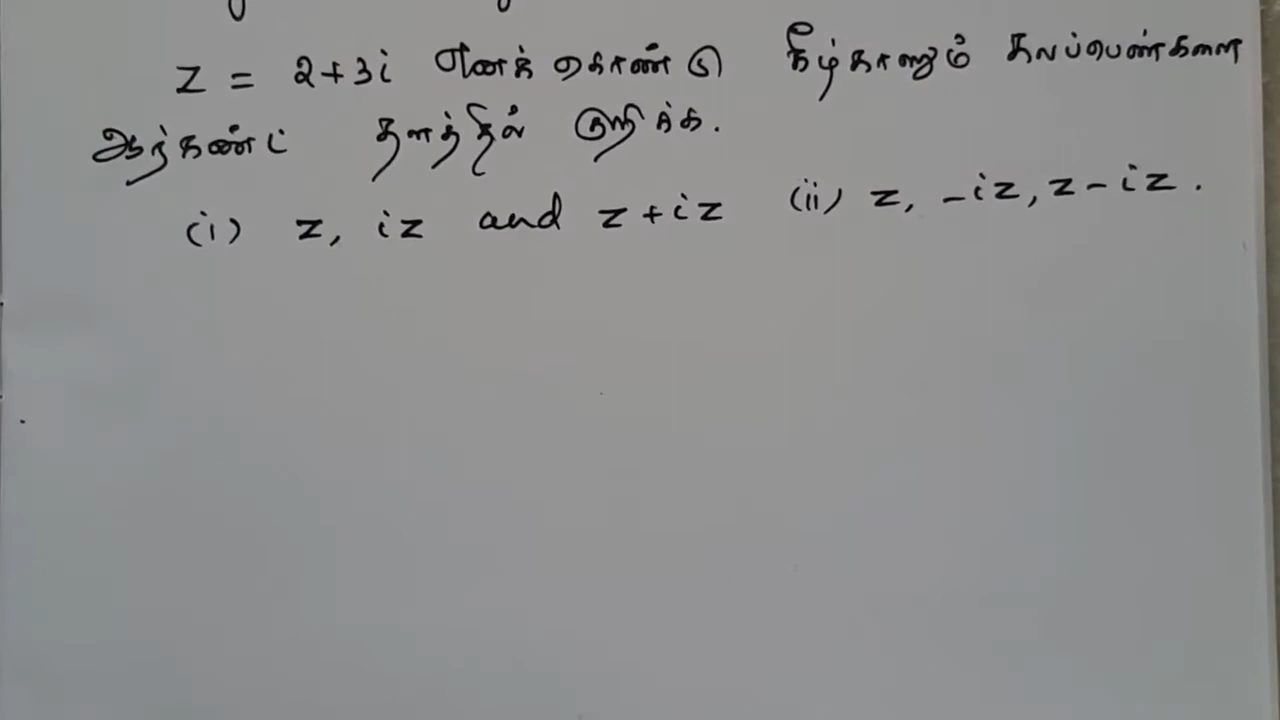 z = 2+3i எனக் கொண்டு கீழ்காணும் கலப்பெண்களை
ஆர்கண்ட் தளத்தில் குறிக்க.
(i) z, iz and z+iz (ii) z, -iz, z-iz.